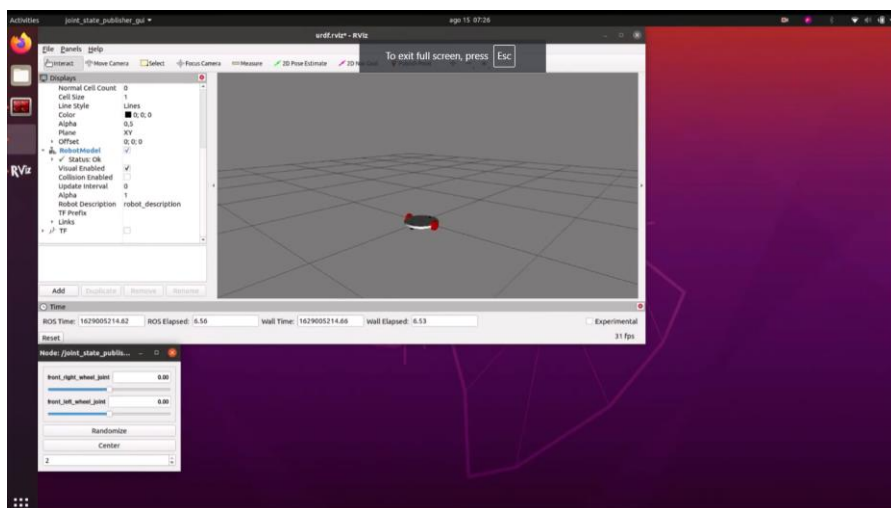 Activities
joint_state_publisher_gui
ago 15 07:26
urdf.rviz* - RViz
To exit full screen, press Esc
File Panels Help
Interact Move Camera Select Focus Camera Measure 2D Pose Estimate 2D
Displays
Normal Cell Count 0
Cell Size 1
Line Style Lines
Color 0; 0; 0
Alpha 0,5
Plane XY
Offset 0; 0; 0
RobotModel
Status: Ok
Visual Enabled
Collision Enabled
Update Interval 0
Alpha 1
Robot Description robot_description
TF Prefix
Links
TF
RViz
Add Duplicate Remove Rename
Time
ROS Time: 1629005214.62 ROS Elapsed: 6.56 Wall Time: 1629005214.66 Wall Elapsed: 6.53 Experimental
Reset 31 fps
Node: /joint_state_publis...
front_right_wheel_joint 0.00
front_left_wheel_joint 0.00
Randomize
Center
2